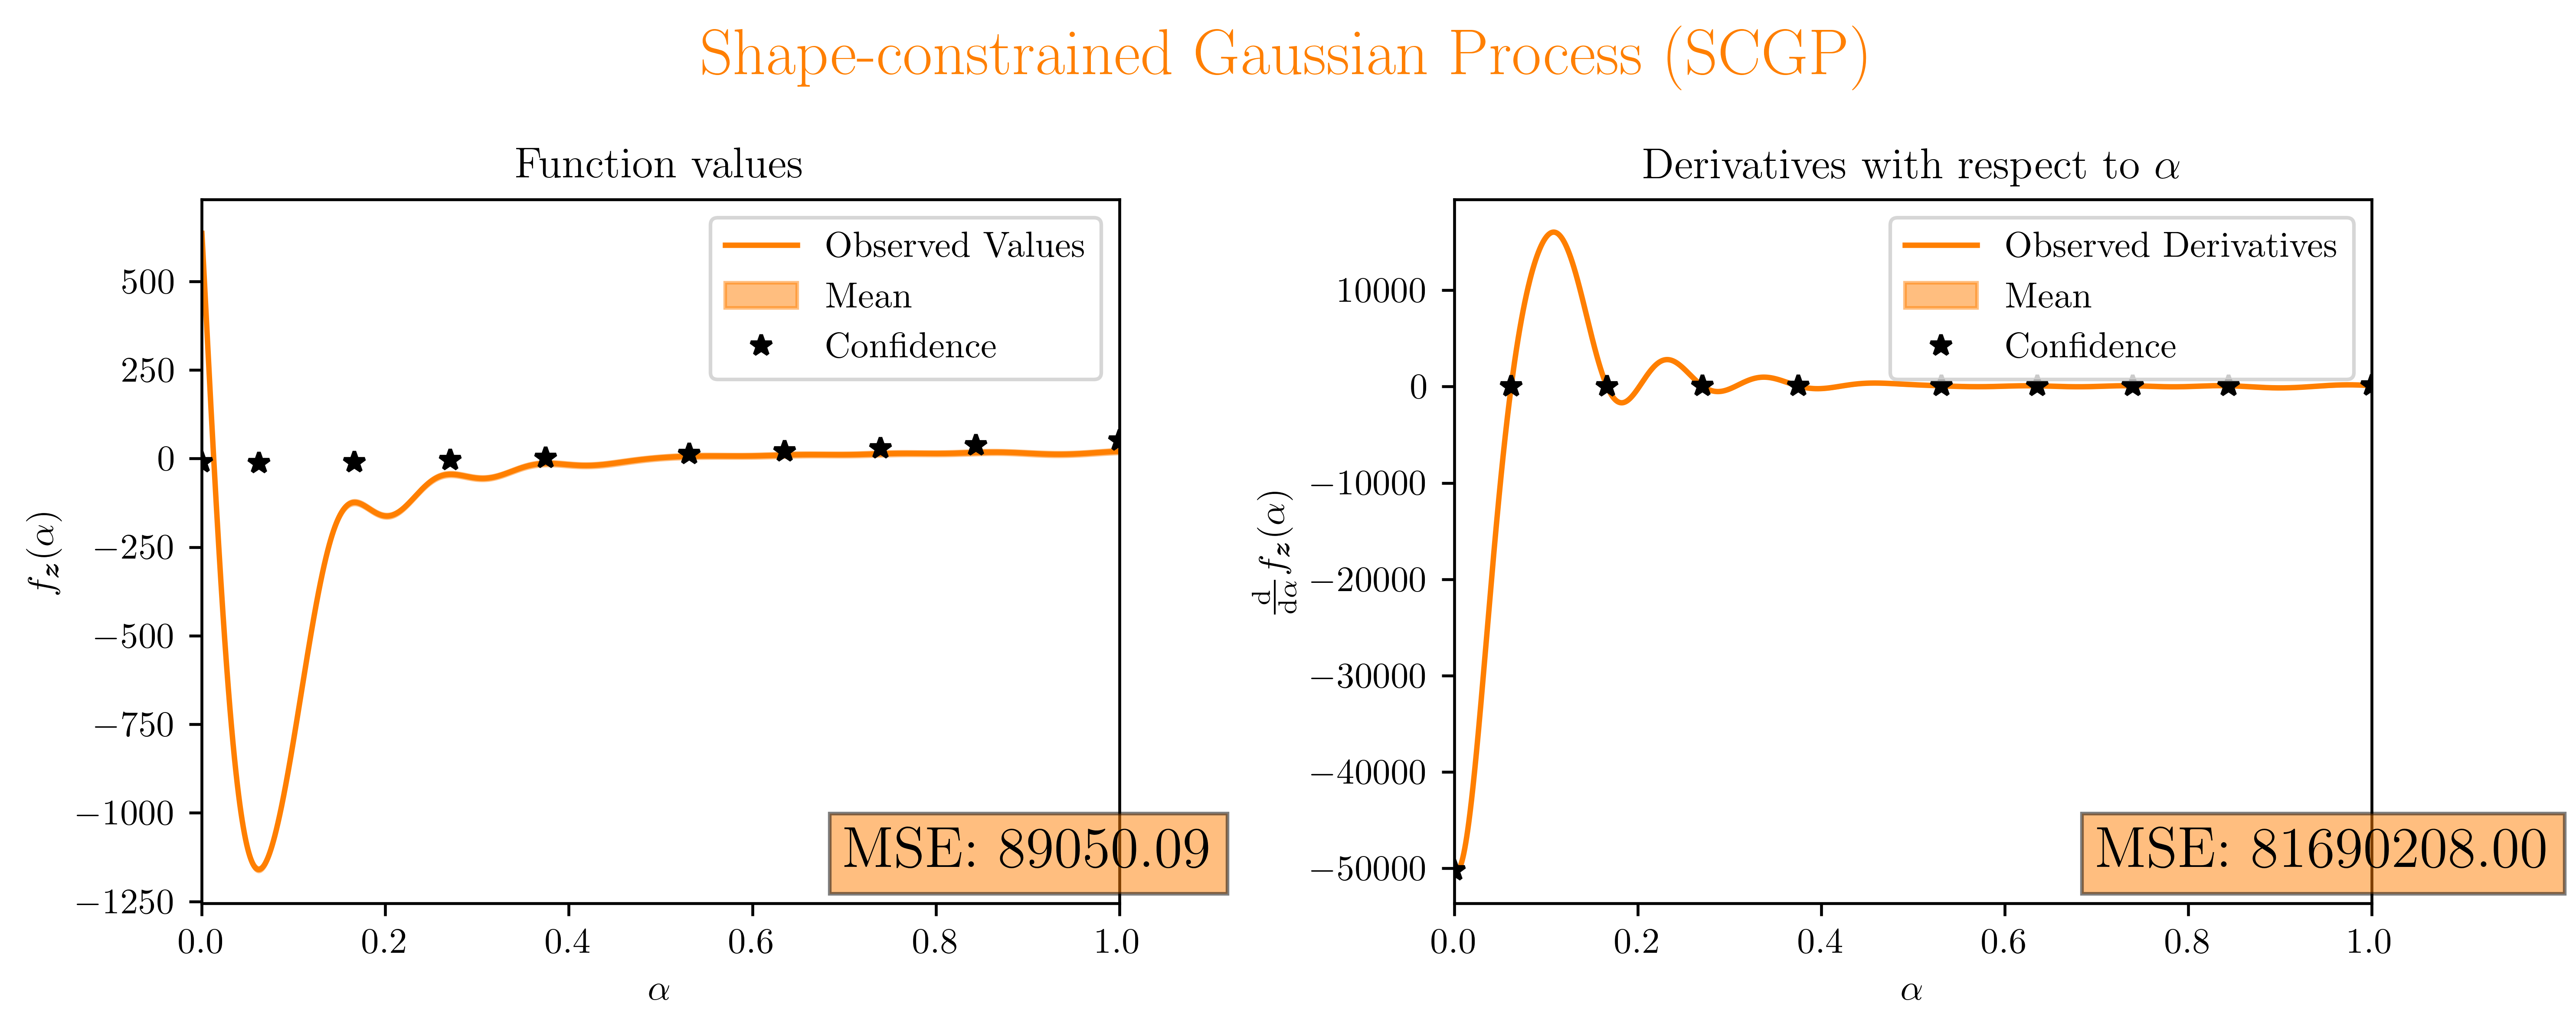 Shape-constrained Gaussian Process (SCGP)
Function values
Observed Values
Mean
Confidence
500
250
0
−250
−500
−750
−1000
−1250
f_z(α)
MSE: 89050.09
0.0 0.2 0.4 0.6 0.8 1.0
α
Derivatives with respect to α
Observed Derivatives
Mean
Confidence
10000
0
−10000
−20000
−30000
−40000
−50000
d/dα f_z(α)
MSE: 81690208.00
0.0 0.2 0.4 0.6 0.8 1.0
α